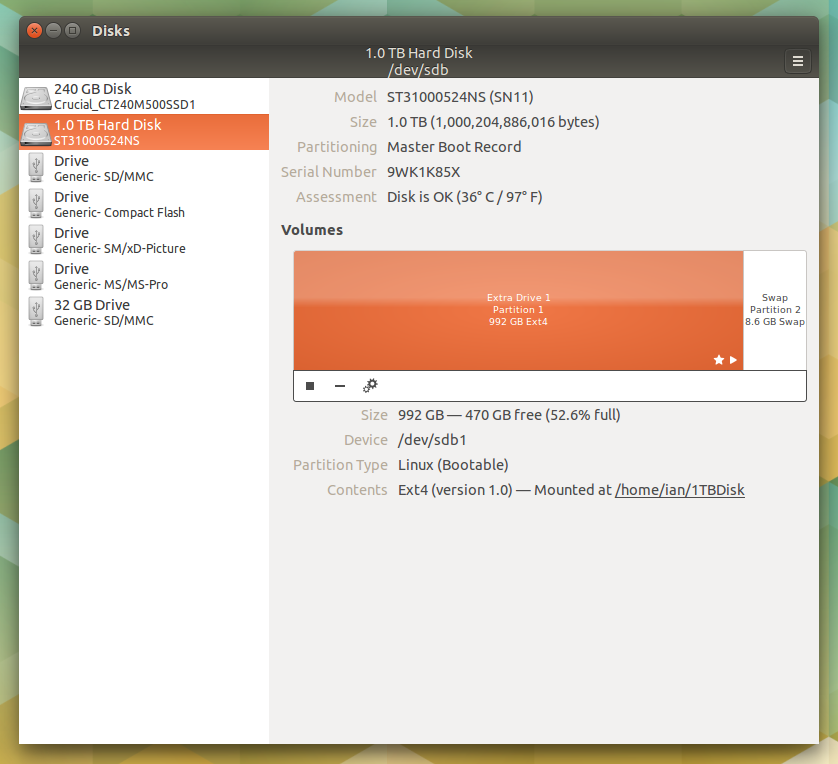 Disks
1.0 TB Hard Disk
/dev/sdb
240 GB Disk
Crucial_CT240M500SSD1
1.0 TB Hard Disk
ST31000524NS
Drive
Generic- SD/MMC
Drive
Generic- Compact Flash
Drive
Generic- SM/xD-Picture
Drive
Generic- MS/MS-Pro
32 GB Drive
Generic- SD/MMC
Model ST31000524NS (SN11)
Size 1.0 TB (1,000,204,886,016 bytes)
Partitioning Master Boot Record
Serial Number 9WK1K85X
Assessment Disk is OK (36° C / 97° F)
Volumes
Extra Drive 1
Partition 1
992 GB Ext4
Swap
Partition 2
8.6 GB Swap
Size 992 GB — 470 GB free (52.6% full)
Device /dev/sdb1
Partition Type Linux (Bootable)
Contents Ext4 (version 1.0) — Mounted at /home/ian/1TBDisk